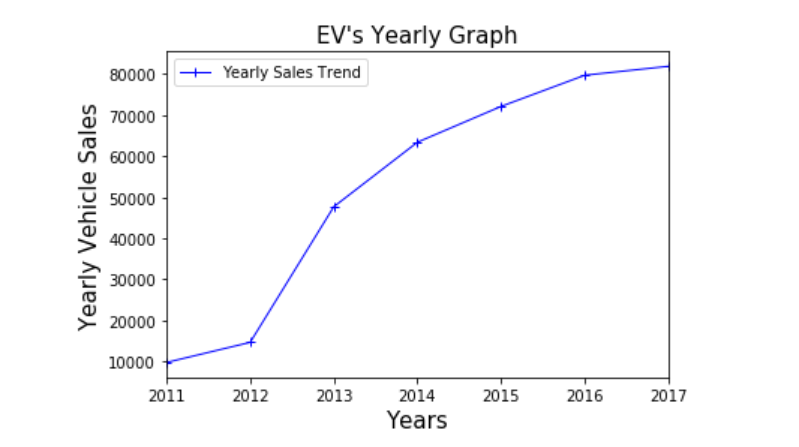 EV's Yearly Graph
Yearly Sales Trend
Yearly Vehicle Sales
80000
70000
60000
50000
40000
30000
20000
10000
2011 2012 2013 2014 2015 2016 2017
Years